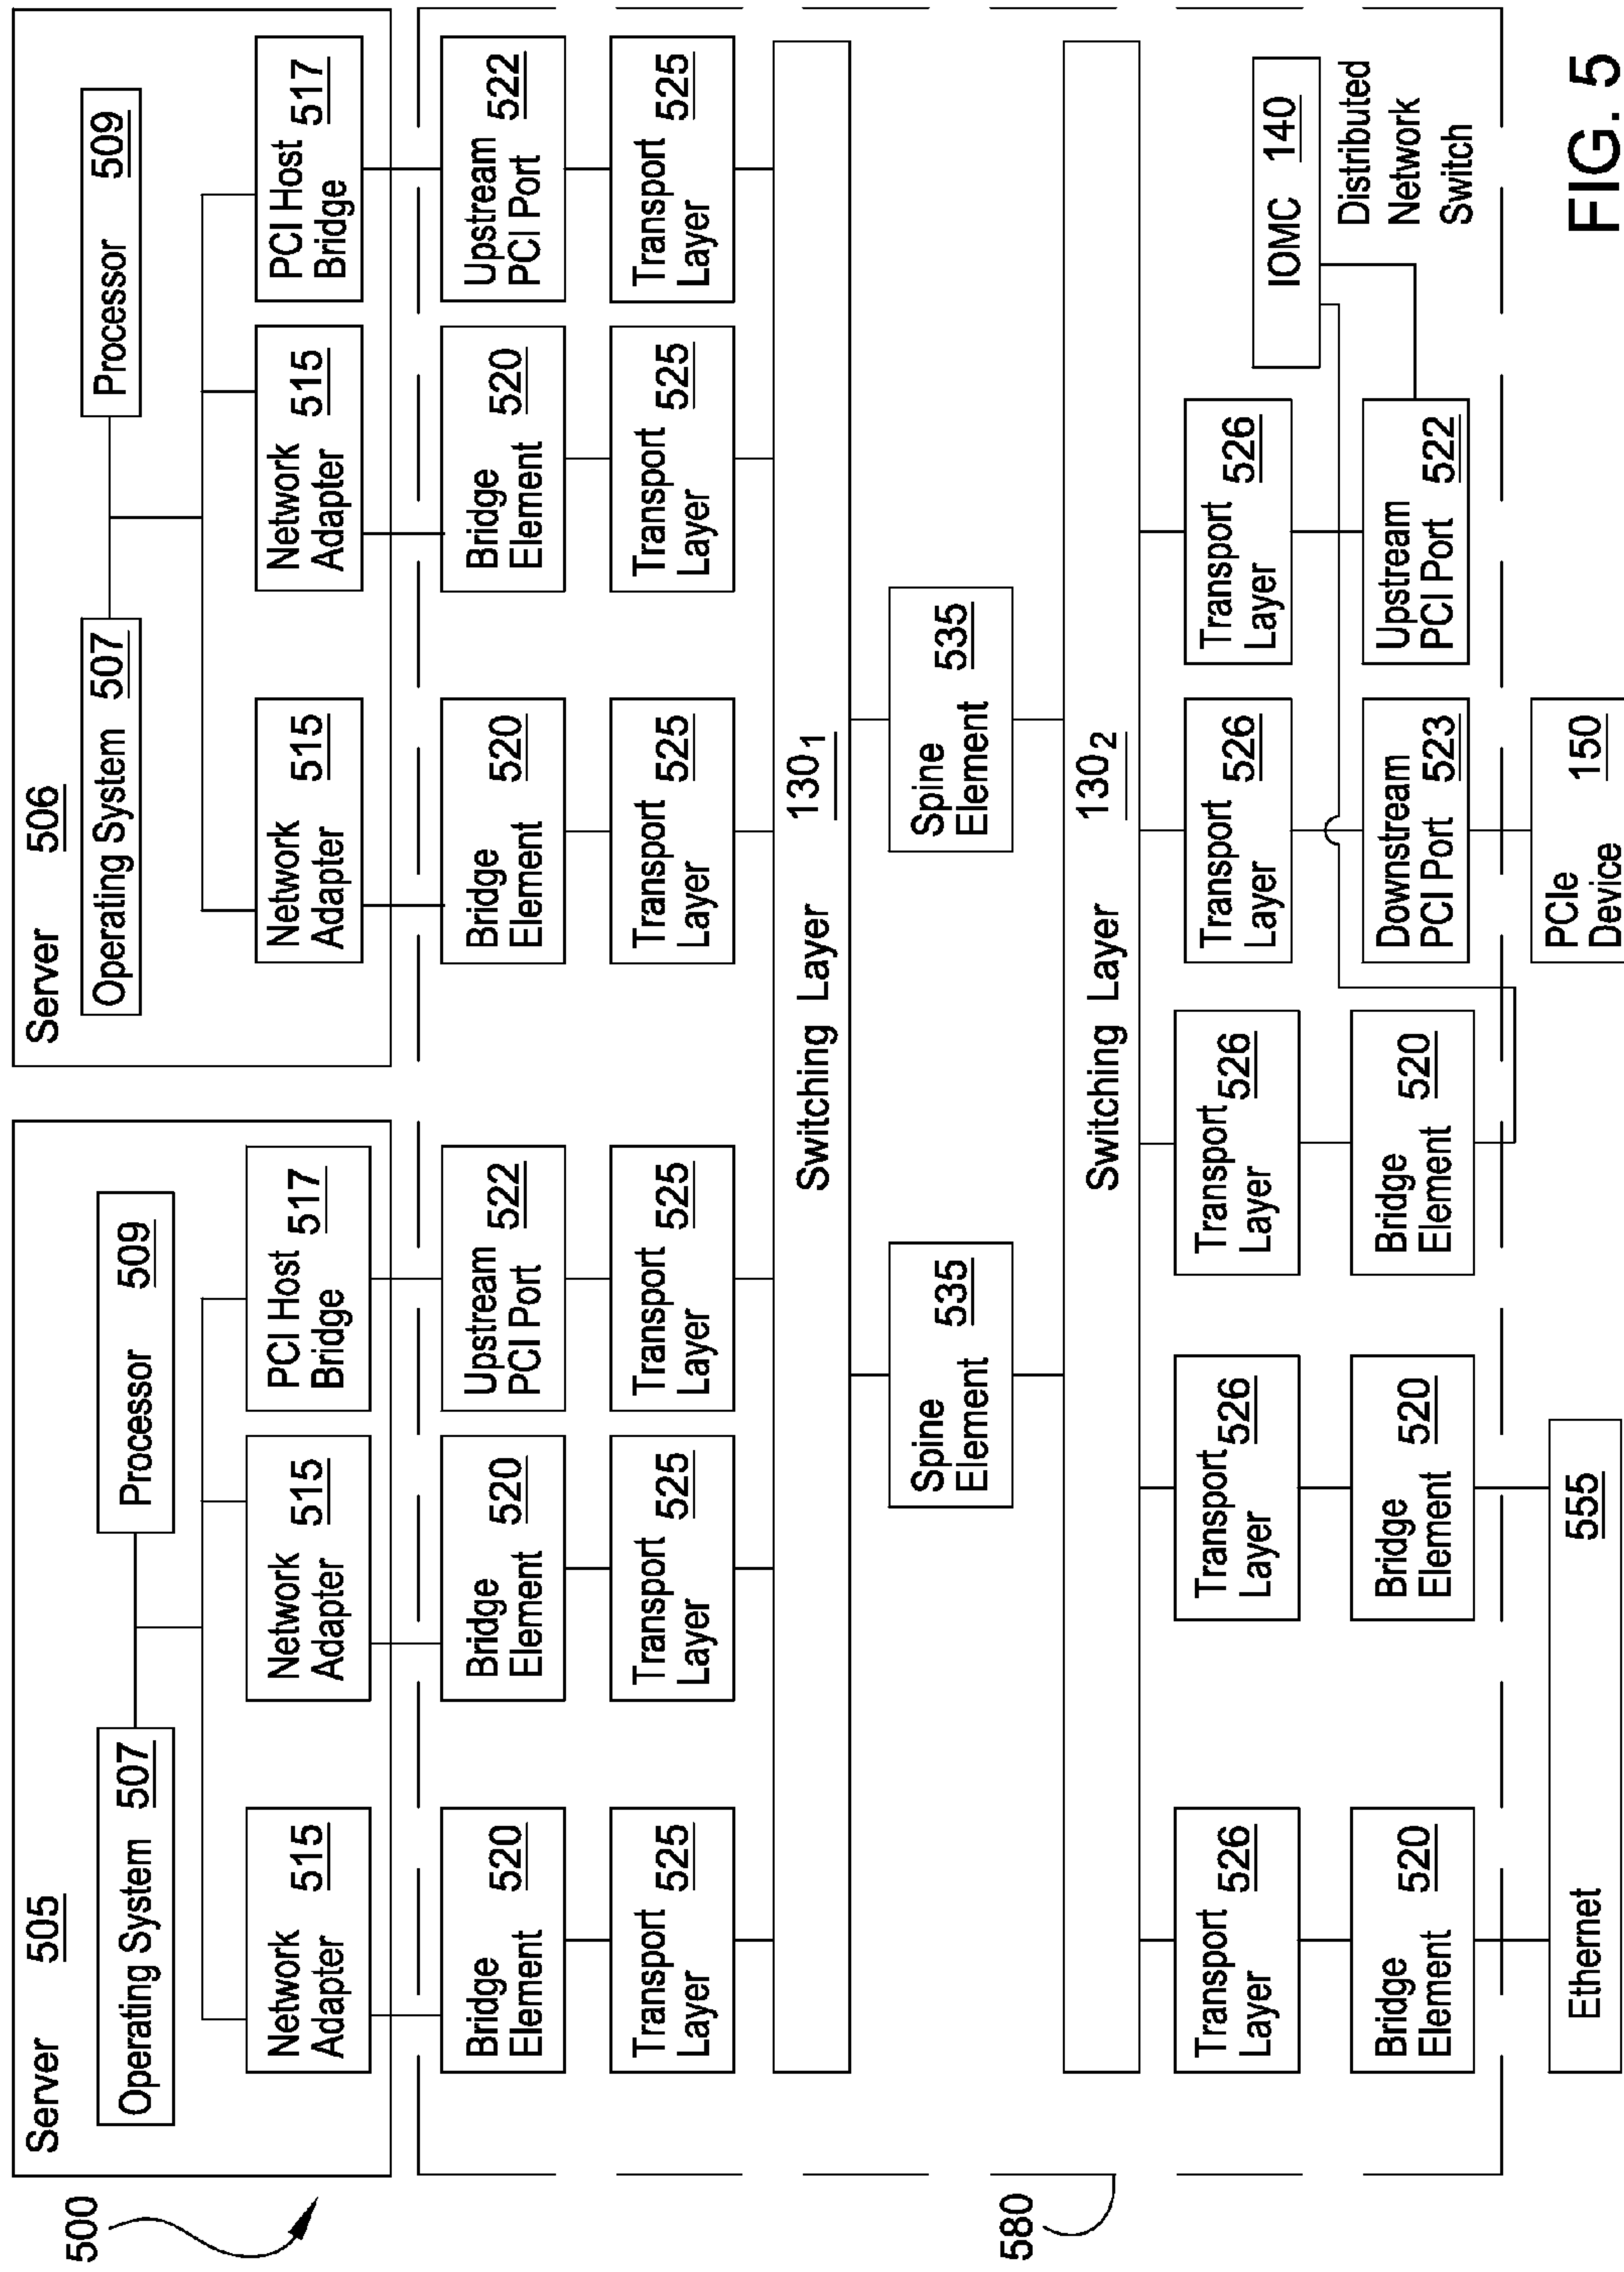 500
Server 505
Operating System 507
Processor 509
Network
Adapter 515
Network
Adapter 515
PCI Host
Bridge 517
Server 506
Operating System 507
Processor 509
Network
Adapter 515
Network
Adapter 515
PCI Host
Bridge 517
Bridge
Element 520
Bridge
Element 520
Upstream
PCI Port 522
Bridge
Element 520
Bridge
Element 520
Upstream
PCI Port 522
Transport
Layer 525
Transport
Layer 525
Transport
Layer 525
Transport
Layer 525
Transport
Layer 525
Transport
Layer 525
Switching Layer 130₁
Spine
Element 535
Spine
Element 535
580
Switching Layer 130₂
Transport
Layer 526
Transport
Layer 526
Transport
Layer 526
Transport
Layer 526
Transport
Layer 526
IOMC 140
Bridge
Element 520
Bridge
Element 520
Bridge
Element 520
Downstream
PCI Port 523
Upstream
PCI Port 522
Distributed
Network
Switch
Ethernet 555
PCIe
Device 150
FIG. 5